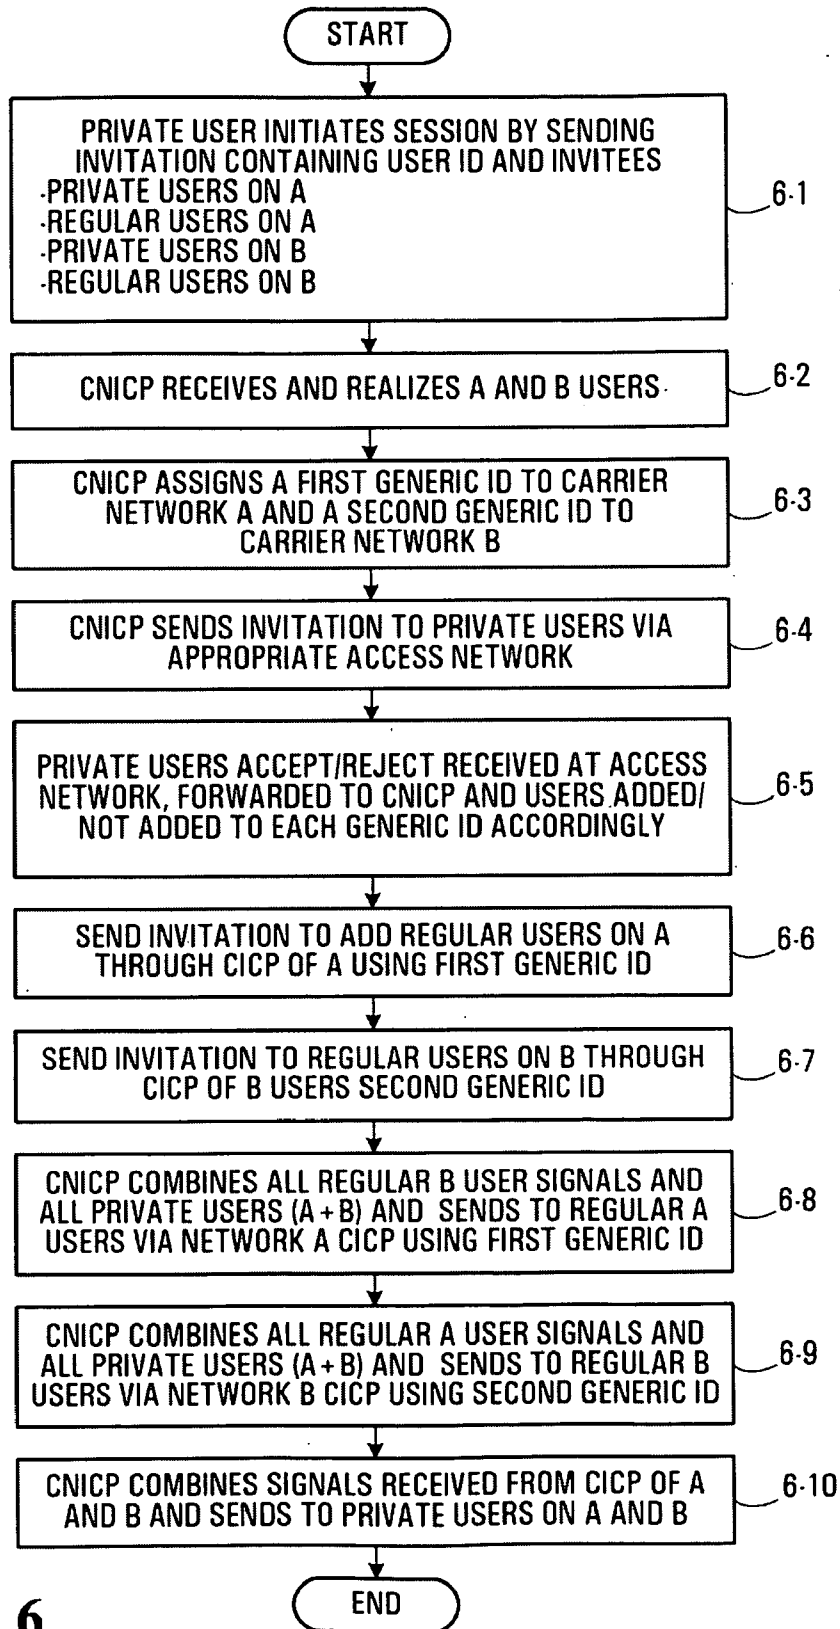 START
PRIVATE USER INITIATES SESSION BY SENDING
INVITATION CONTAINING USER ID AND INVITEES
-PRIVATE USERS ON A
-REGULAR USERS ON A
-PRIVATE USERS ON B
-REGULAR USERS ON B
6-1
CNICP RECEIVES AND REALIZES A AND B USERS
6-2
CNICP ASSIGNS A FIRST GENERIC ID TO CARRIER
NETWORK A AND A SECOND GENERIC ID TO
CARRIER NETWORK B
6-3
CNICP SENDS INVITATION TO PRIVATE USERS VIA
APPROPRIATE ACCESS NETWORK
6-4
PRIVATE USERS ACCEPT/REJECT RECEIVED AT ACCESS
NETWORK, FORWARDED TO CNICP AND USERS ADDED/
NOT ADDED TO EACH GENERIC ID ACCORDINGLY
6-5
SEND INVITATION TO ADD REGULAR USERS ON A
THROUGH CICP OF A USING FIRST GENERIC ID
6-6
SEND INVITATION TO REGULAR USERS ON B THROUGH
CICP OF B USERS SECOND GENERIC ID
6-7
CNICP COMBINES ALL REGULAR B USER SIGNALS AND
ALL PRIVATE USERS (A+B) AND SENDS TO REGULAR A
USERS VIA NETWORK A CICP USING FIRST GENERIC ID
6-8
CNICP COMBINES ALL REGULAR A USER SIGNALS AND
ALL PRIVATE USERS (A+B) AND SENDS TO REGULAR B
USERS VIA NETWORK B CICP USING SECOND GENERIC ID
6-9
CNICP COMBINES SIGNALS RECEIVED FROM CICP OF A
AND B AND SENDS TO PRIVATE USERS ON A AND B
6-10
END
6